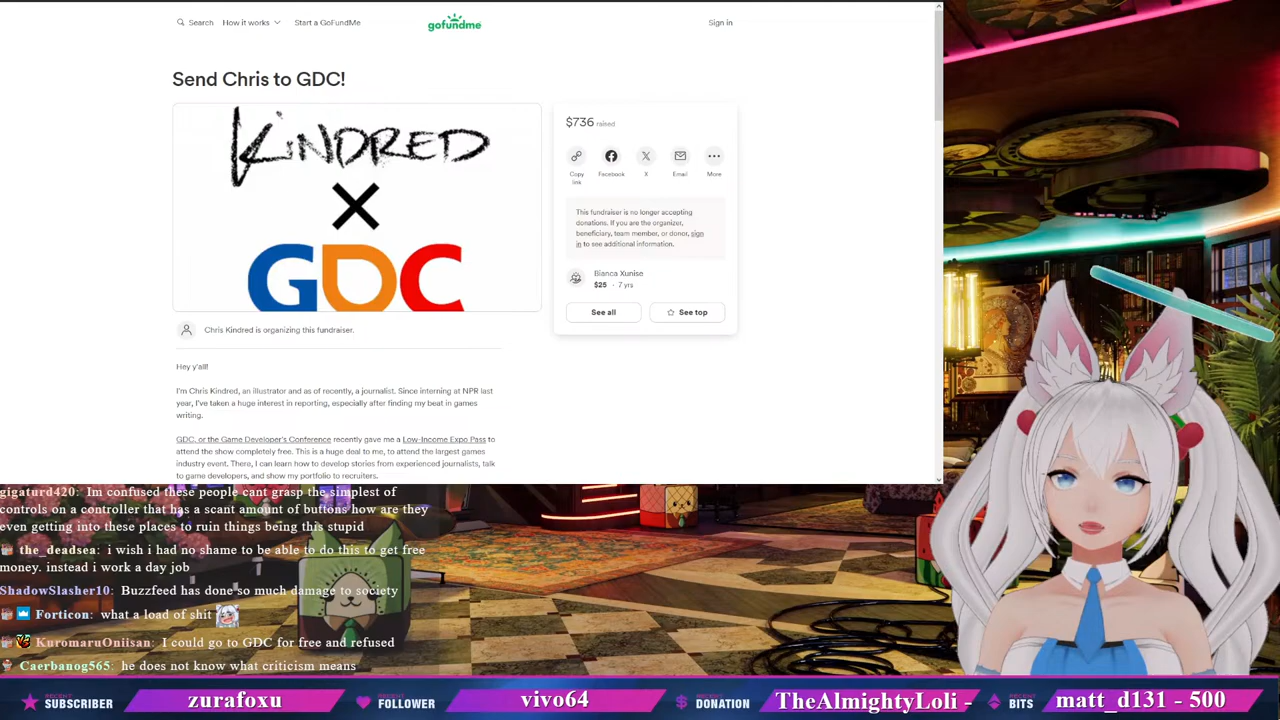 Search How it works Start a GoFundMe gofundme Sign in
Send Chris to GDC!
KINDRED
X
GDC
$736 raised
Copy link Facebook X Email More
This fundraiser is no longer accepting
donations. If you are the organizer,
beneficiary, team member, or donor, sign
in to see additional information.
Bianca Xunise
$25 · 7 yrs
See all See top
Chris Kindred is organizing this fundraiser.
Hey y'all!
I'm Chris Kindred, an illustrator and as of recently, a journalist. Since interning at NPR last
year, I've taken a huge interest in reporting, especially after finding my beat in games
writing.
GDC, or the Game Developer's Conference recently gave me a Low-Income Expo Pass to
attend the show completely free. This is a huge deal to me, to attend the largest games
industry event. There, I can learn how to develop stories from experienced journalists, talk
to game developers, and show my portfolio to recruiters.
gigaturd420: Im confused these people cant grasp the simplest of
controls on a controller that has a scant amount of buttons how are they
even getting into these places to ruin things being this stupid
the_deadsea: i wish i had no shame to be able to do this to get free
money. instead i work a day job
ShadowSlasher10: Buzzfeed has done so much damage to society
Forticon: what a load of shit
KuromaruOniisan: I could go to GDC for free and refused
Caerbanog565: he does not know what criticism means
RECENT SUBSCRIBER zurafoxu RECENT FOLLOWER vivo64 RECENT DONATION TheAlmightyLoli - RECENT BITS matt_d131 - 500